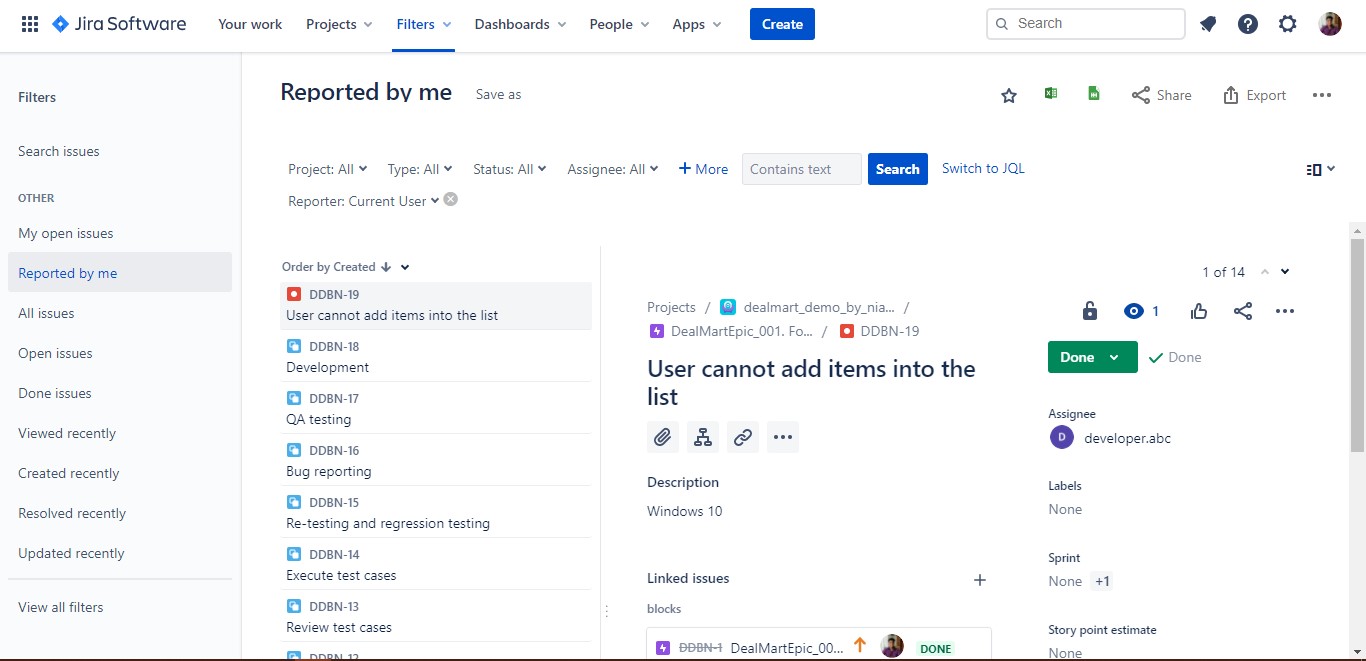 Jira Software Your work Projects Filters Dashboards People Apps Create Search
Filters
Search issues
OTHER
My open issues
Reported by me
All issues
Open issues
Done issues
Viewed recently
Created recently
Resolved recently
Updated recently
View all filters
Reported by me Save as Share Export
Project: All Type: All Status: All Assignee: All + More Contains text Search Switch to JQL
Reporter: Current User
Order by Created
DDBN-19
User cannot add items into the list
DDBN-18
Development
DDBN-17
QA testing
DDBN-16
Bug reporting
DDBN-15
Re-testing and regression testing
DDBN-14
Execute test cases
DDBN-13
Review test cases
DDBN-12
1 of 14
Projects / dealmart_demo_by_nia... /
DealMartEpic_001. Fo... / DDBN-19
1
User cannot add items into the
list
Description
Windows 10
Linked issues
blocks
DDBN-1 DealMartEpic_00... DONE
Done Done
Assignee
D developer.abc
Labels
None
Sprint
None +1
Story point estimate
None